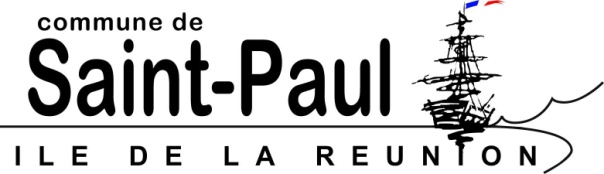 commune de
Saint-Paul
ILE DE LA REUNION